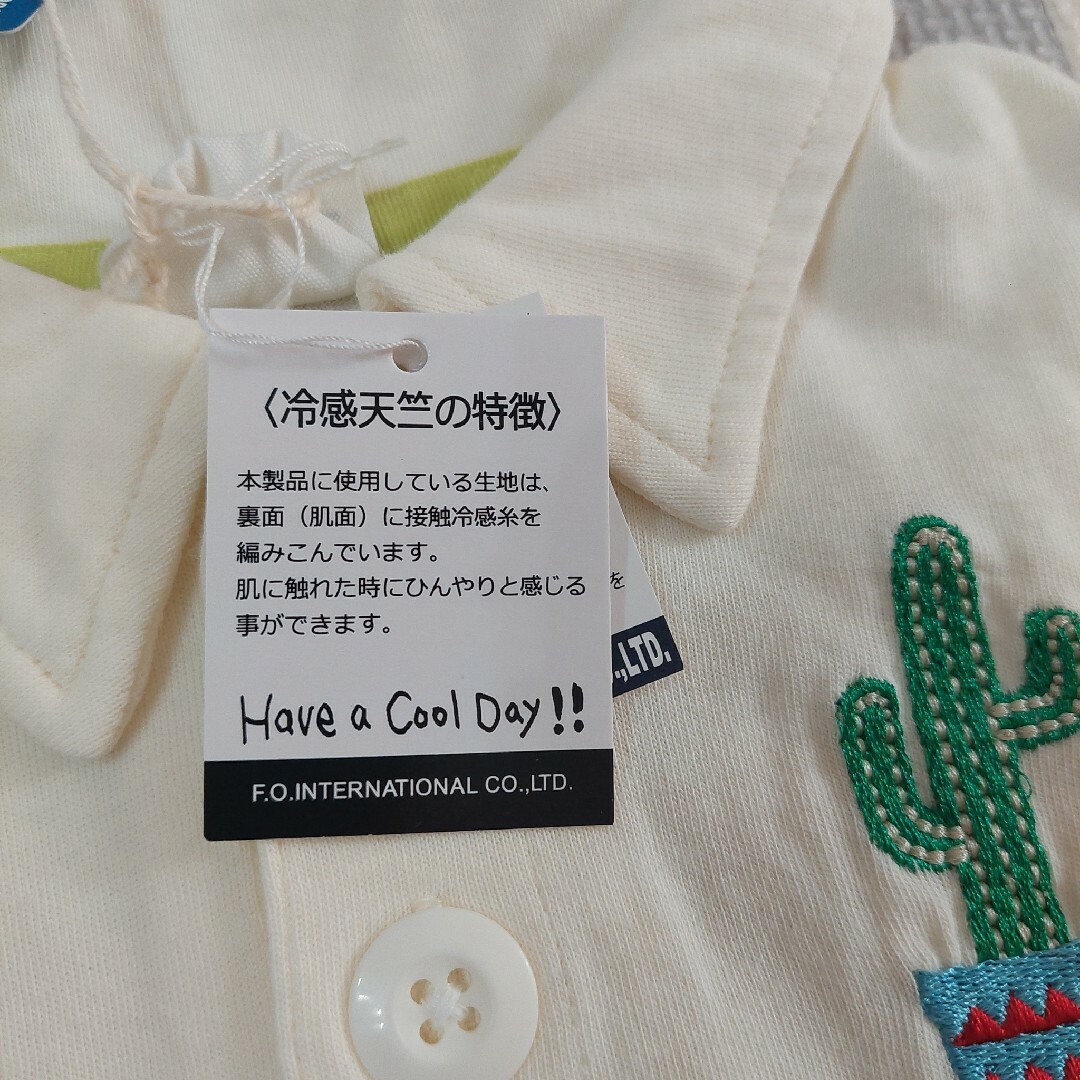 〈冷感天竺の特徴〉
本製品に使用している生地は、
裏面（肌面）に接触冷感糸を
編みこんでいます。
肌に触れた時にひんやりと感じる
事ができます。
Have a Cool Day!!
F.O.INTERNATIONAL CO.,LTD.
を
.,LTD.